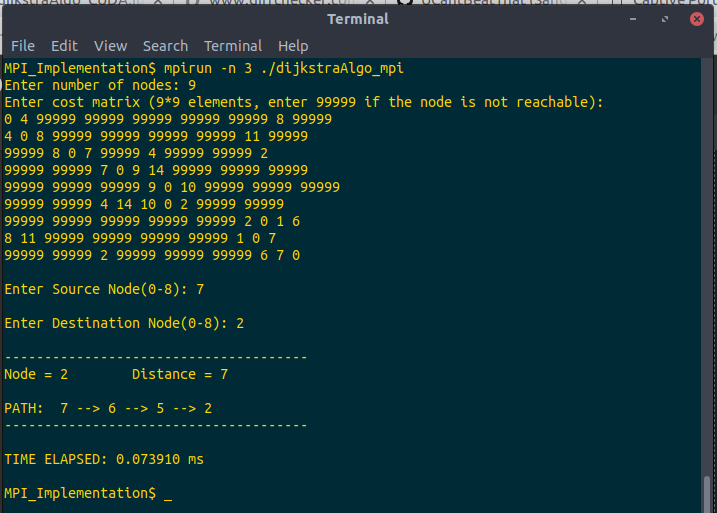 Terminal
File Edit View Search Terminal Help
MPI_Implementation$ mpirun -n 3 ./dijkstraAlgo_mpi
Enter number of nodes: 9
Enter cost matrix (9*9 elements, enter 99999 if the node is not reachable):
0 4 99999 99999 99999 99999 99999 8 99999
4 0 8 99999 99999 99999 99999 11 99999
99999 8 0 7 99999 4 99999 99999 2
99999 99999 7 0 9 14 99999 99999 99999
99999 99999 99999 9 0 10 99999 99999 99999
99999 99999 4 14 10 0 2 99999 99999
99999 99999 99999 99999 99999 2 0 1 6
8 11 99999 99999 99999 99999 1 0 7
99999 99999 2 99999 99999 99999 6 7 0
Enter Source Node(0-8): 7
Enter Destination Node(0-8): 2
--------------------------------------
Node = 2 Distance = 7
PATH: 7 --> 6 --> 5 --> 2
--------------------------------------
TIME ELAPSED: 0.073910 ms
MPI_Implementation$ _